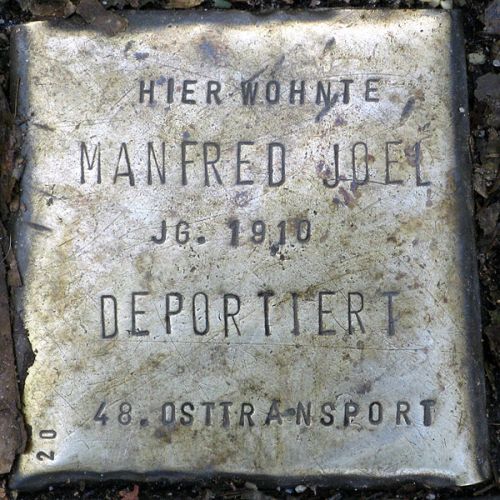 HIER WOHNTE
MANFRED JOEL
JG. 1910
DEPORTIERT
48. OSTTRANSPORT
20